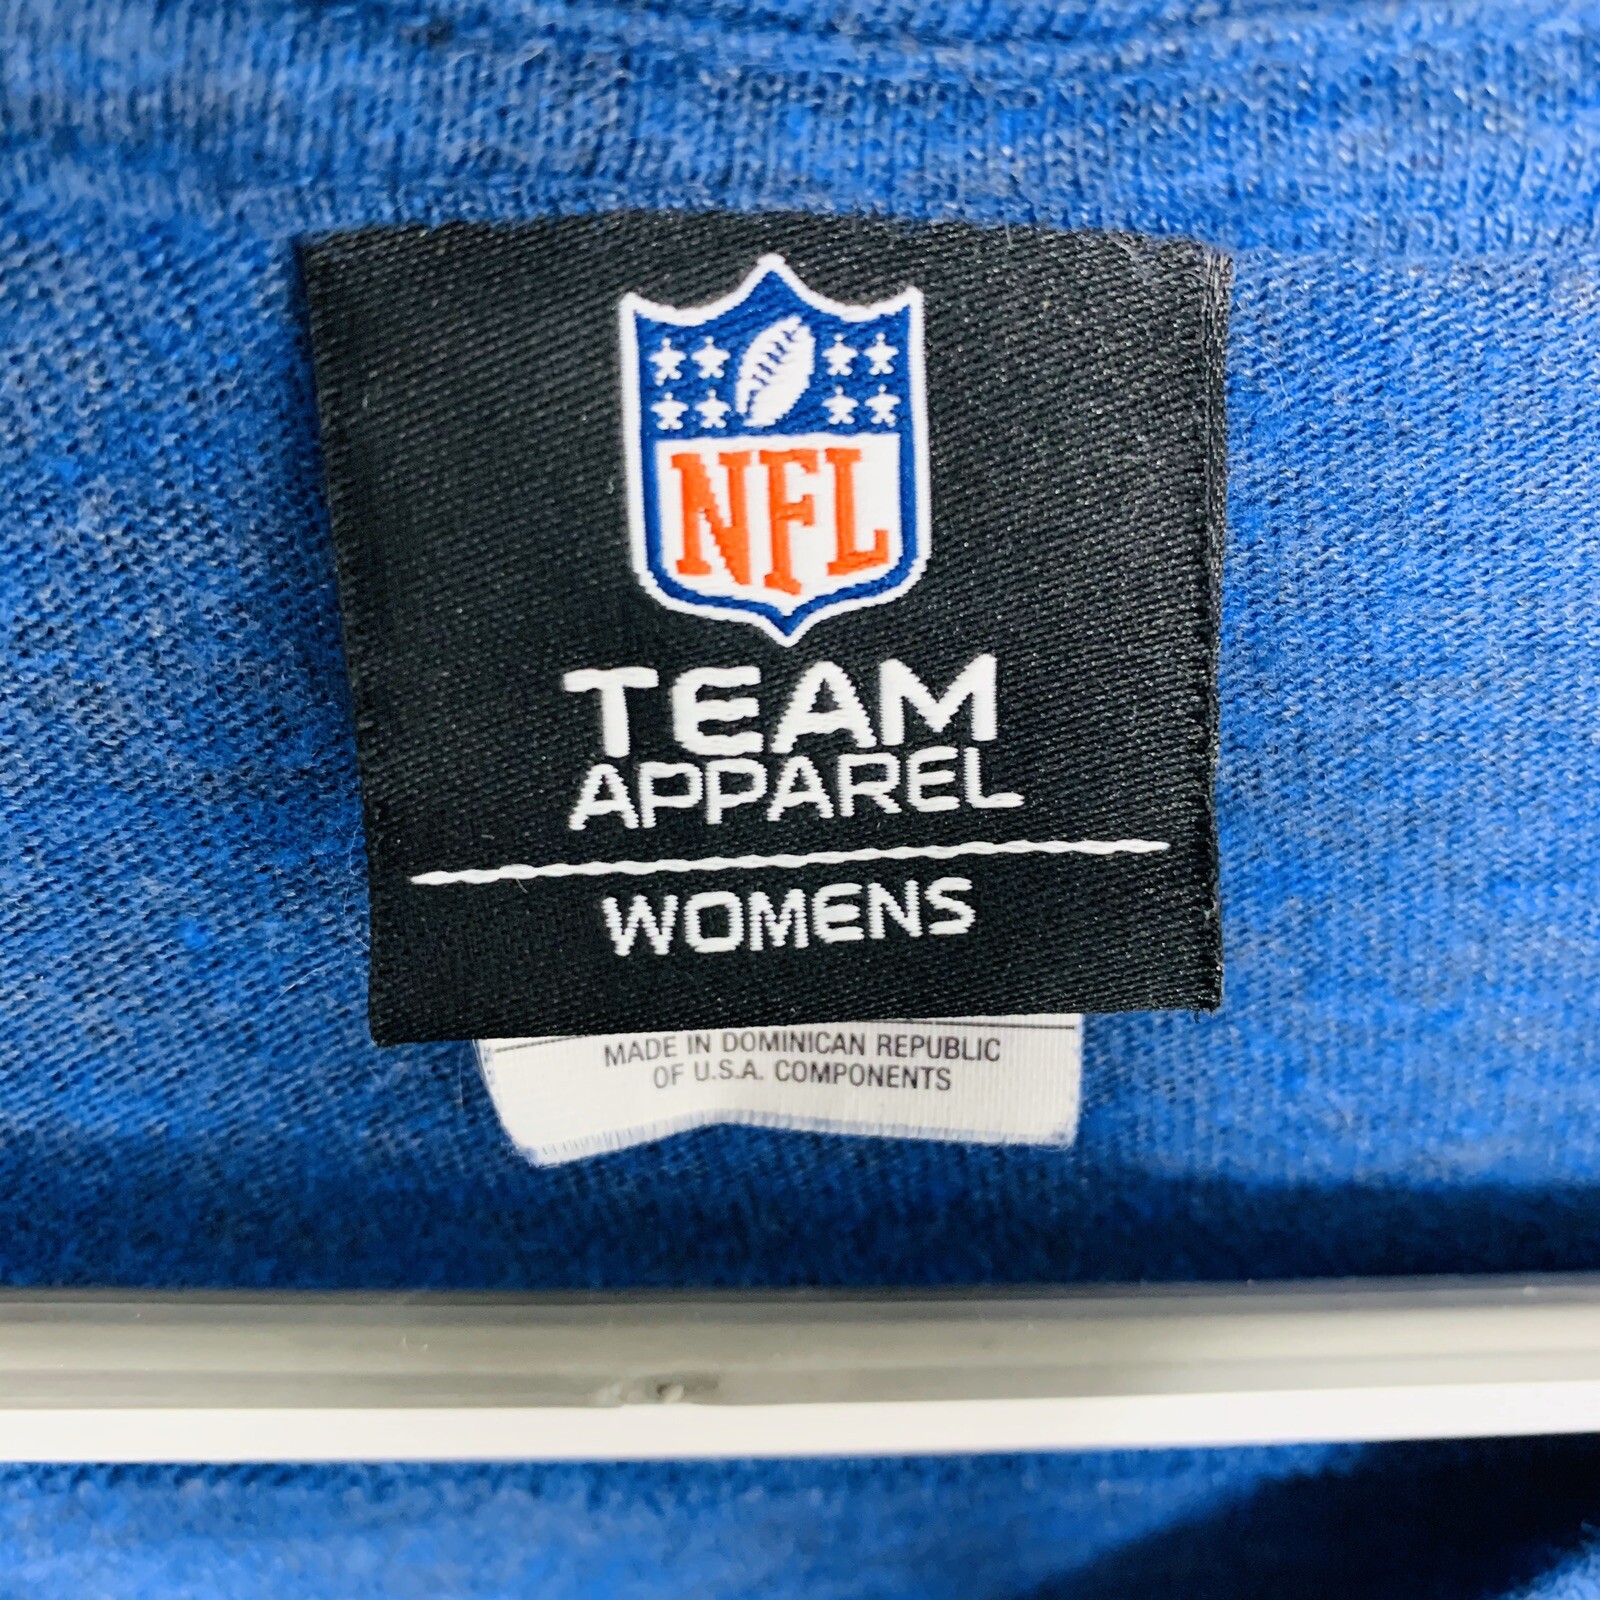 NFL
TEAM
APPAREL
WOMENS
MADE IN DOMINICAN REPUBLIC
OF U.S.A. COMPONENTS